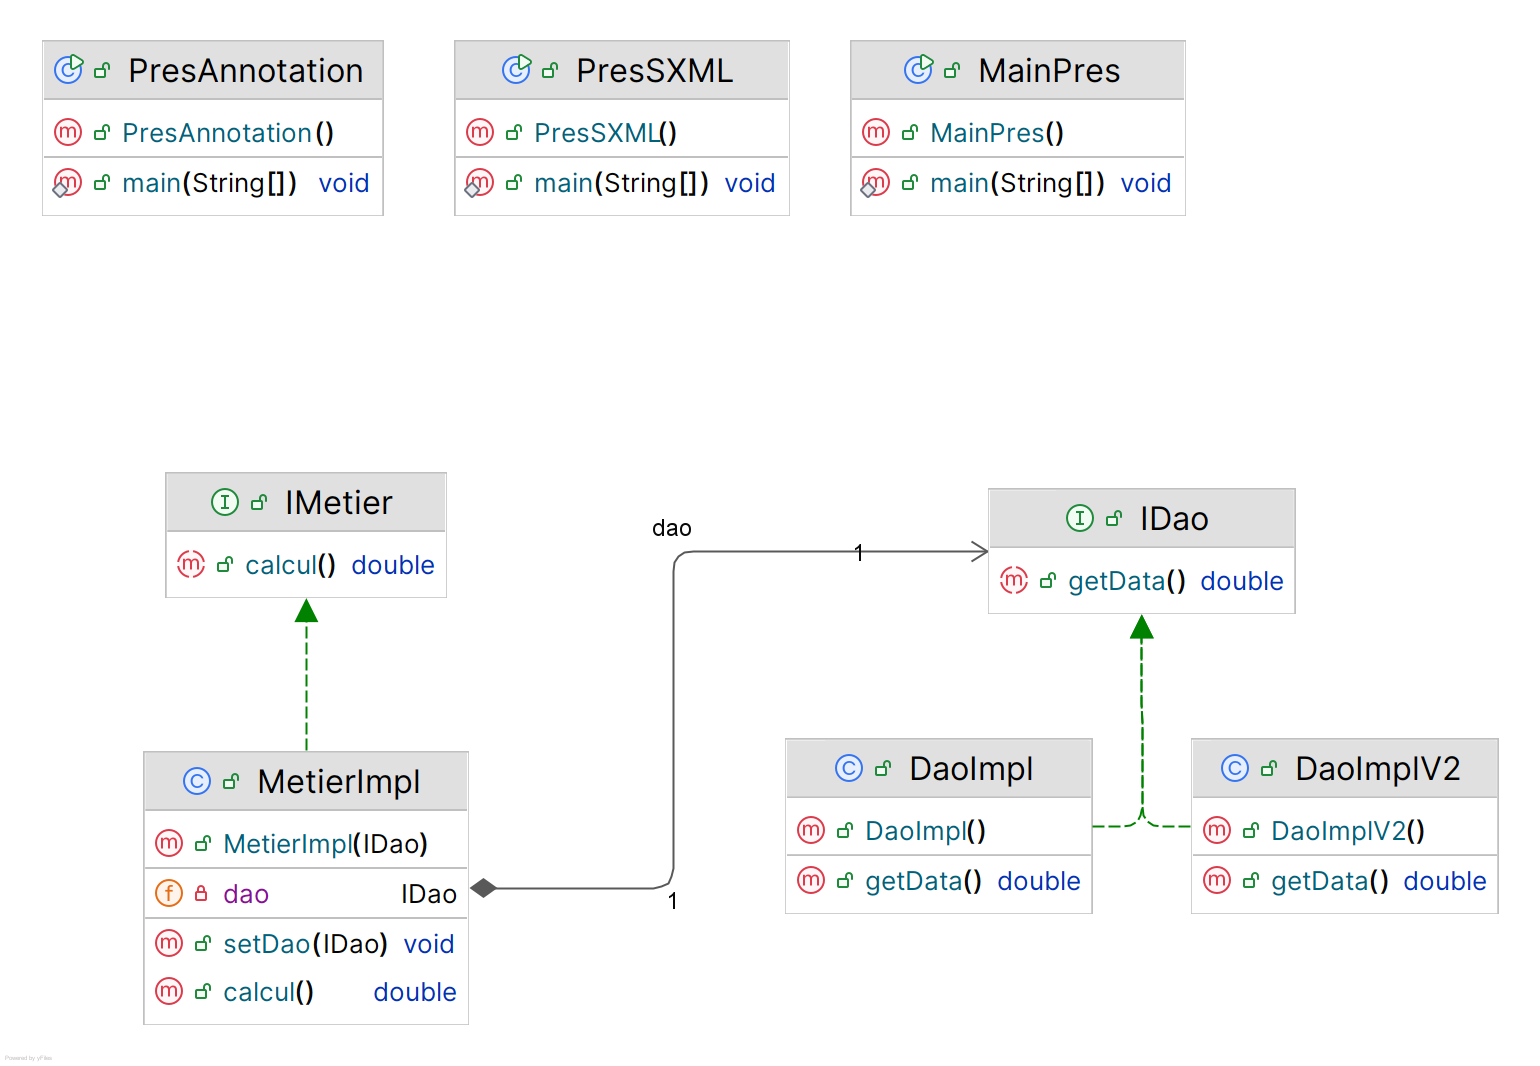 PresAnnotation
PresAnnotation()
main(String[]) void
PresSXML
PresSXML()
main(String[]) void
MainPres
MainPres()
main(String[]) void
IMetier
calcul() double
dao
1
1
IDao
getData() double
MetierImpl
MetierImpl(IDao)
dao IDao
setDao(IDao) void
calcul() double
DaoImpl
DaoImpl()
getData() double
DaoImplV2
DaoImplV2()
getData() double
Powered by yFiles